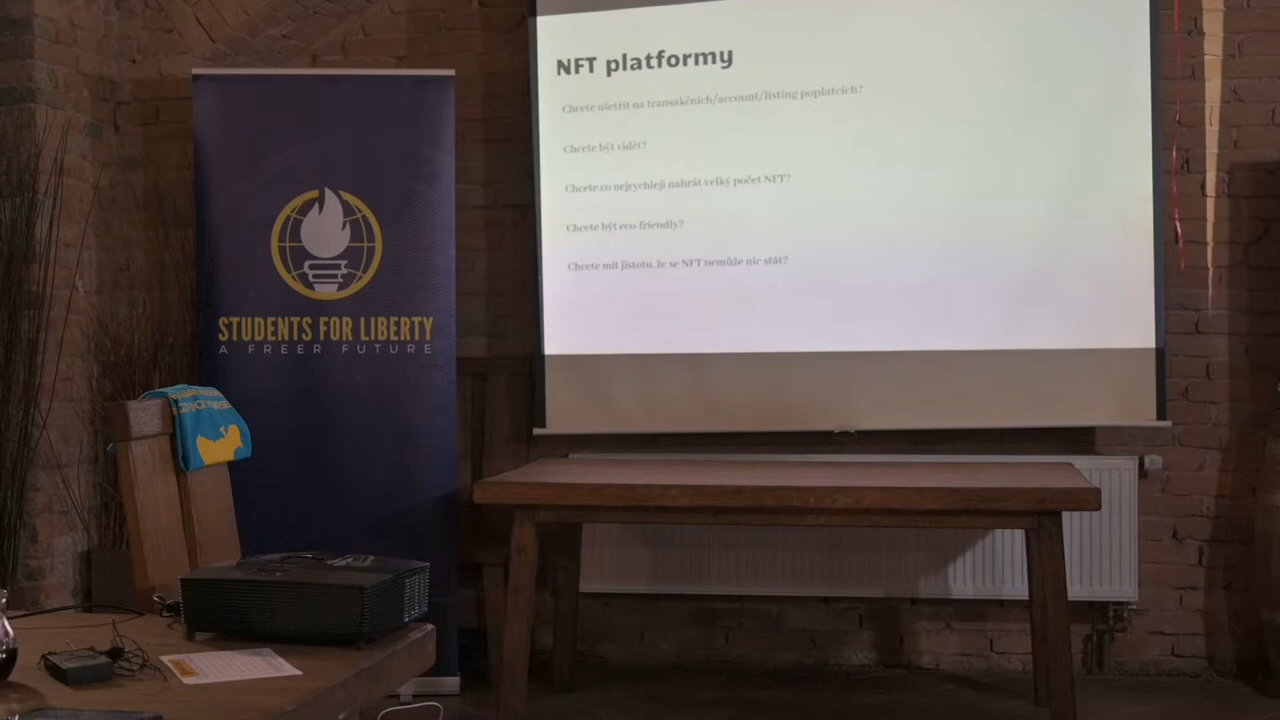 NFT platformy
Chcete ušetřit na transakčních/account/listing poplatcích?
Chcete být vidět?
Chcete co nejrychleji nahrát velký počet NFT?
Chcete být eco-friendly?
Chcete mít jistotu, že se NFT nemůže nic stát?
STUDENTS FOR LIBERTY
A FREER FUTURE